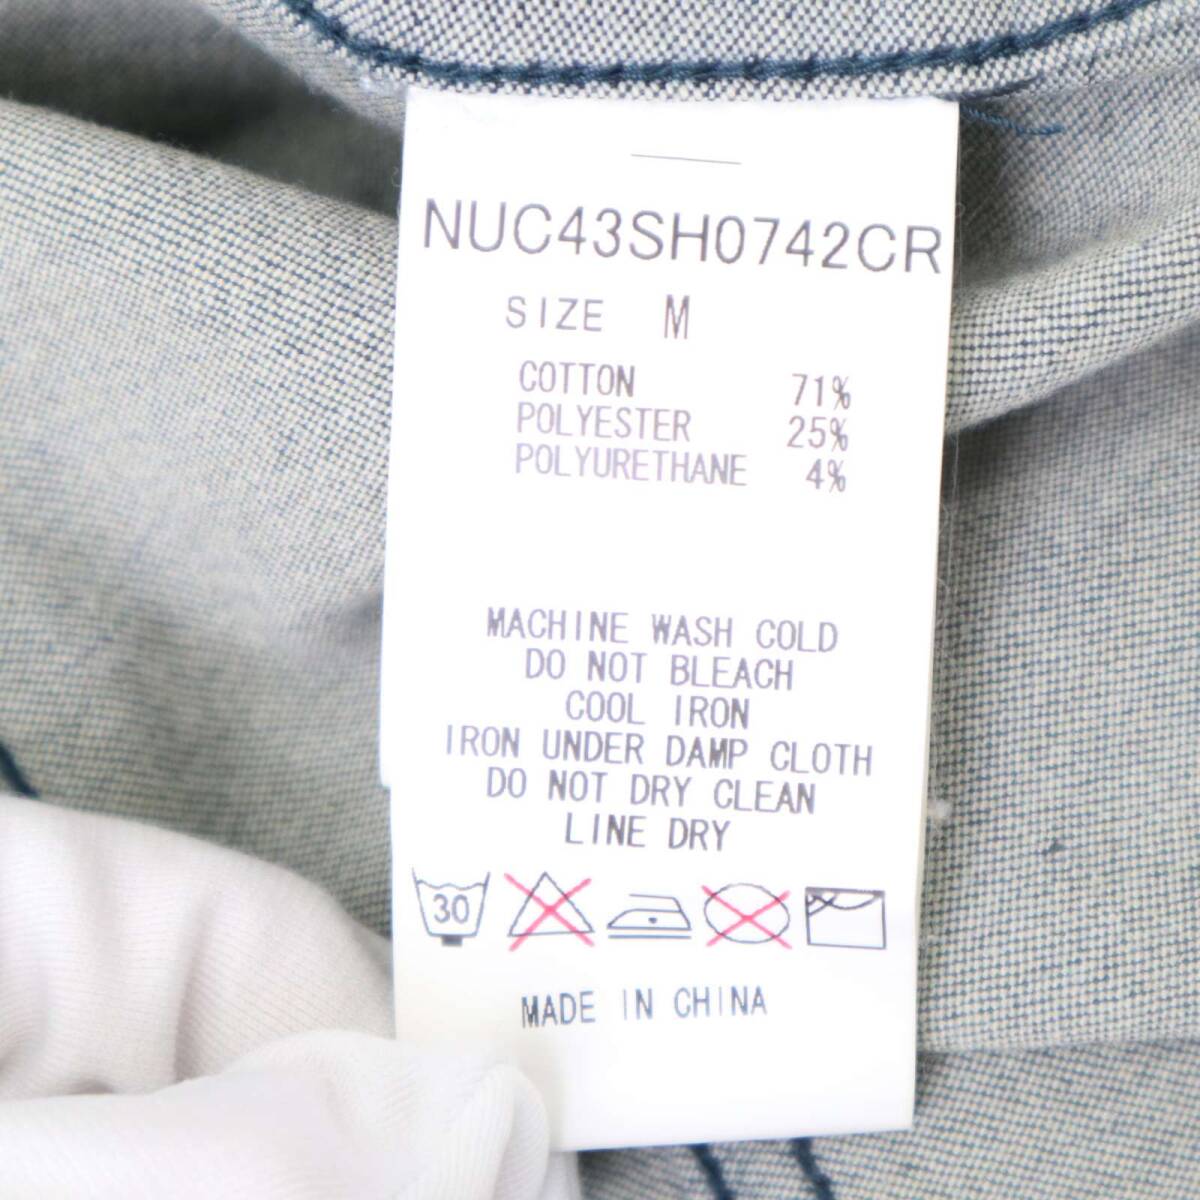 NUC43SH0742CR
SIZE M
COTTON 71%
POLYESTER 25%
POLYURETHANE 4%
MACHINE WASH COLD
DO NOT BLEACH
COOL IRON
IRON UNDER DAMP CLOTH
DO NOT DRY CLEAN
LINE DRY
30
MADE IN CHINA